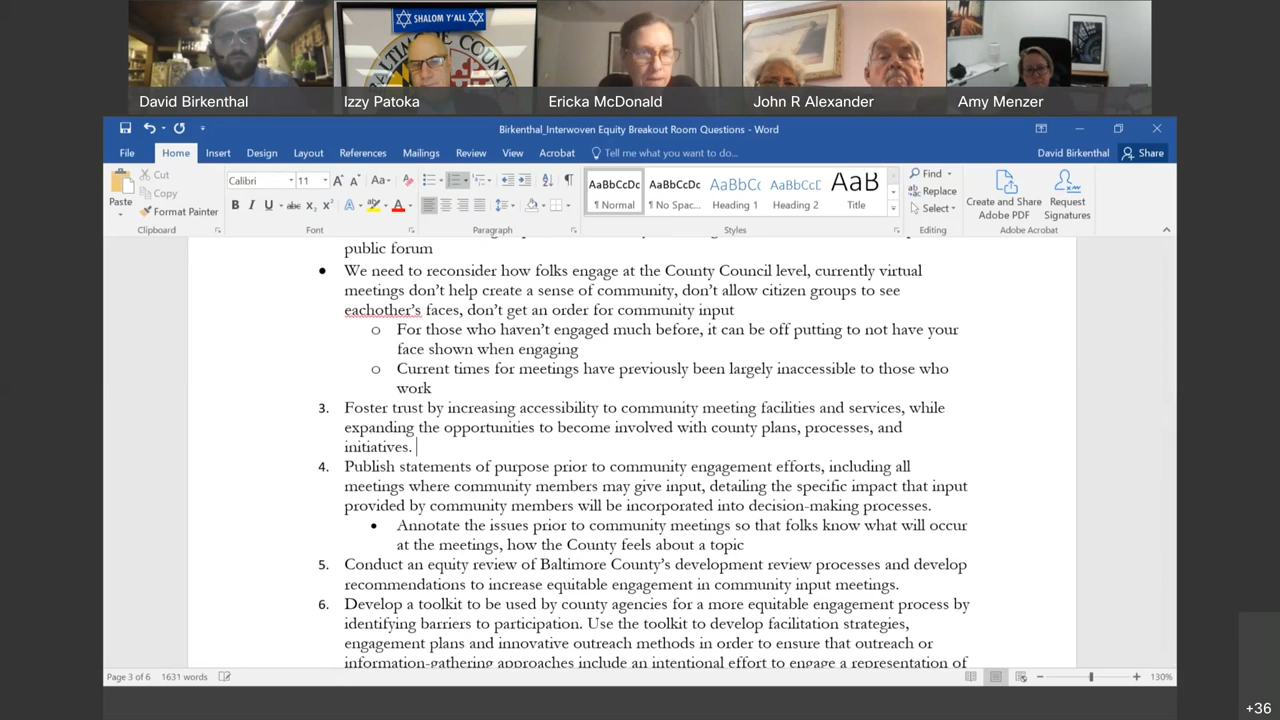 SHALOM Y'ALL
BALTIMORE COUNTY
David Birkenthal
Izzy Patoka
Ericka McDonald
John R Alexander
Amy Menzer
Birkenthal_Interwoven Equity Breakout Room Questions - Word
File Home Insert Design Layout References Mailings Review View Acrobat Tell me what you want to do... David Birkenthal Share
Paste
Cut
Copy
Format Painter
Clipboard
Calibri 11
Font
Paragraph
AaBbCcDc AaBbCcDc AaBbCc AaBbCcD AaB
¶ Normal ¶ No Spac... Heading 1 Heading 2 Title
Styles
Find
Replace
Select
Editing
Create and Share
Adobe PDF
Request
Signatures
Adobe Acrobat
public forum
• We need to reconsider how folks engage at the County Council level, currently virtual
meetings don't help create a sense of community, don't allow citizen groups to see
eachother's faces, don't get an order for community input
o For those who haven't engaged much before, it can be off putting to not have your
face shown when engaging
o Current times for meetings have previously been largely inaccessible to those who
work
3. Foster trust by increasing accessibility to community meeting facilities and services, while
expanding the opportunities to become involved with county plans, processes, and
initiatives.
4. Publish statements of purpose prior to community engagement efforts, including all
meetings where community members may give input, detailing the specific impact that input
provided by community members will be incorporated into decision-making processes.
• Annotate the issues prior to community meetings so that folks know what will occur
at the meetings, how the County feels about a topic
5. Conduct an equity review of Baltimore County's development review processes and develop
recommendations to increase equitable engagement in community input meetings.
6. Develop a toolkit to be used by county agencies for a more equitable engagement process by
identifying barriers to participation. Use the toolkit to develop facilitation strategies,
engagement plans and innovative outreach methods in order to ensure that outreach or
information-gathering approaches include an intentional effort to engage a representation of
Page 3 of 6 1631 words
130%
+36